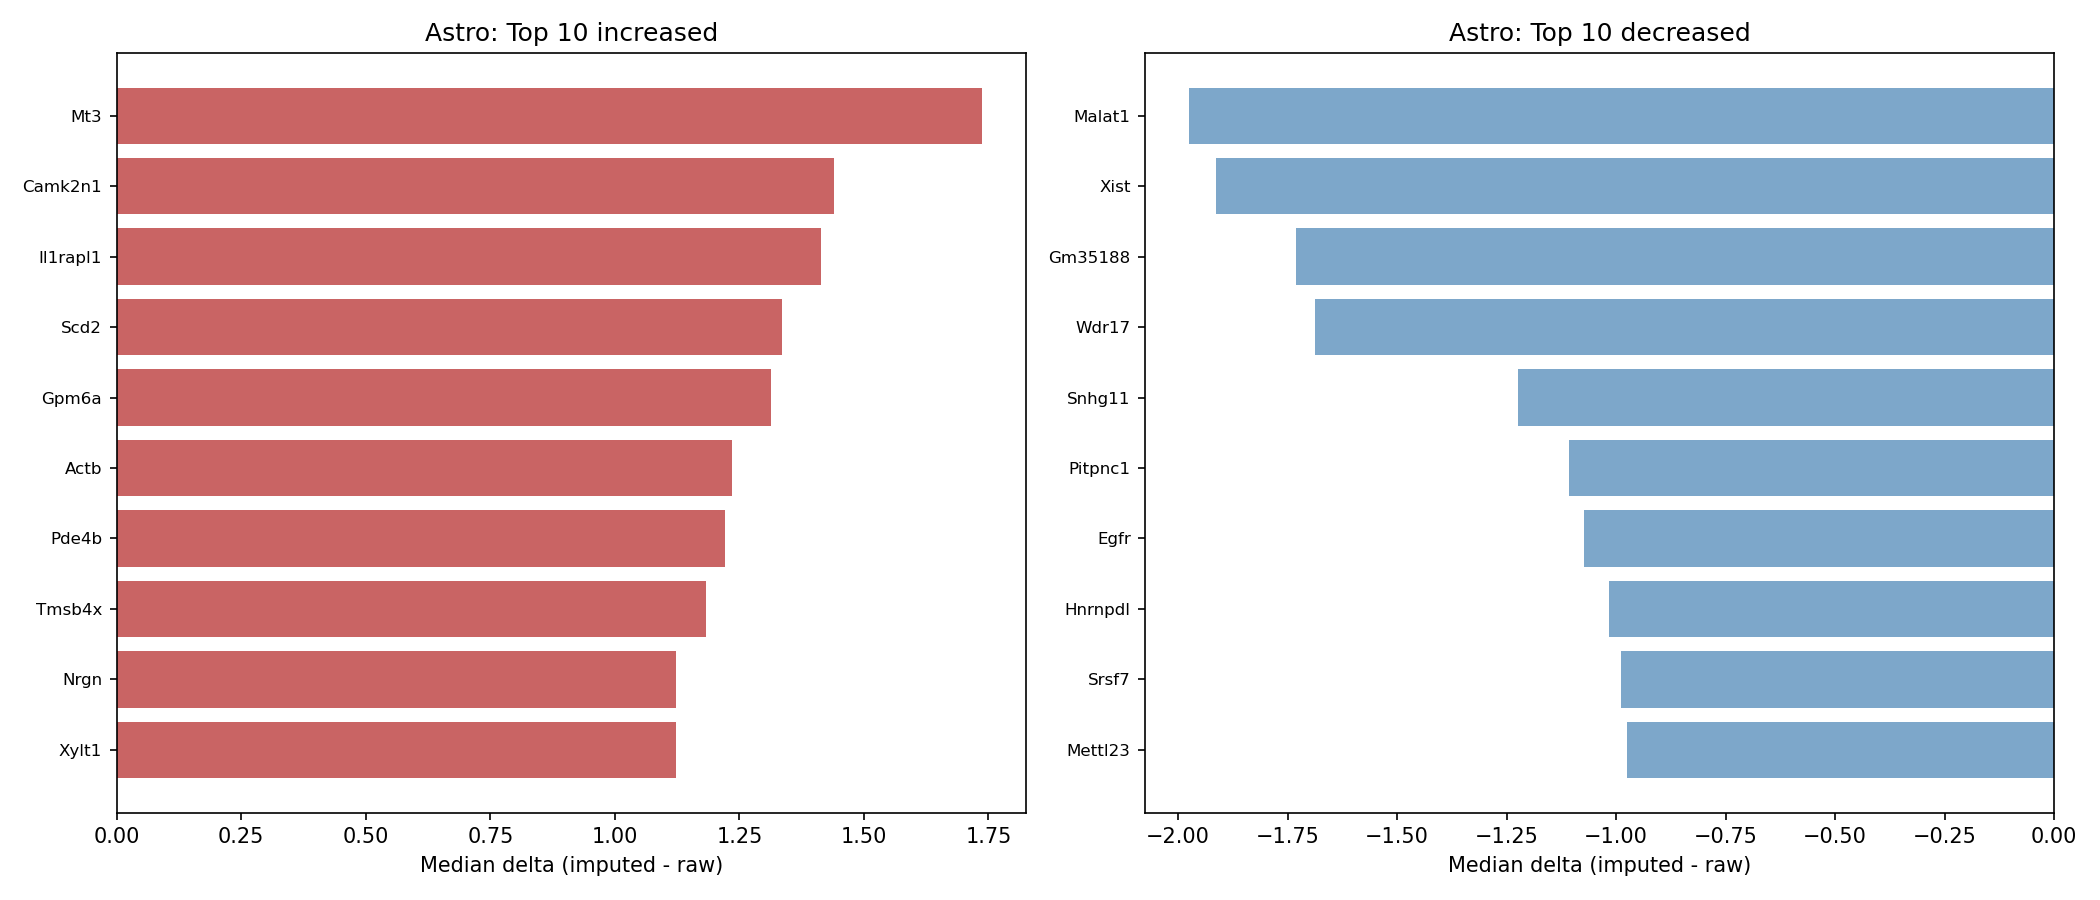 Astro: Top 10 increased
Mt3
Camk2n1
Il1rapl1
Scd2
Gpm6a
Actb
Pde4b
Tmsb4x
Nrgn
Xylt1
0.00 0.25 0.50 0.75 1.00 1.25 1.50 1.75
Median delta (imputed - raw)
Astro: Top 10 decreased
Malat1
Xist
Gm35188
Wdr17
Snhg11
Pitpnc1
Egfr
Hnrnpdl
Srsf7
Mettl23
−2.00 −1.75 −1.50 −1.25 −1.00 −0.75 −0.50 −0.25 0.00
Median delta (imputed - raw)